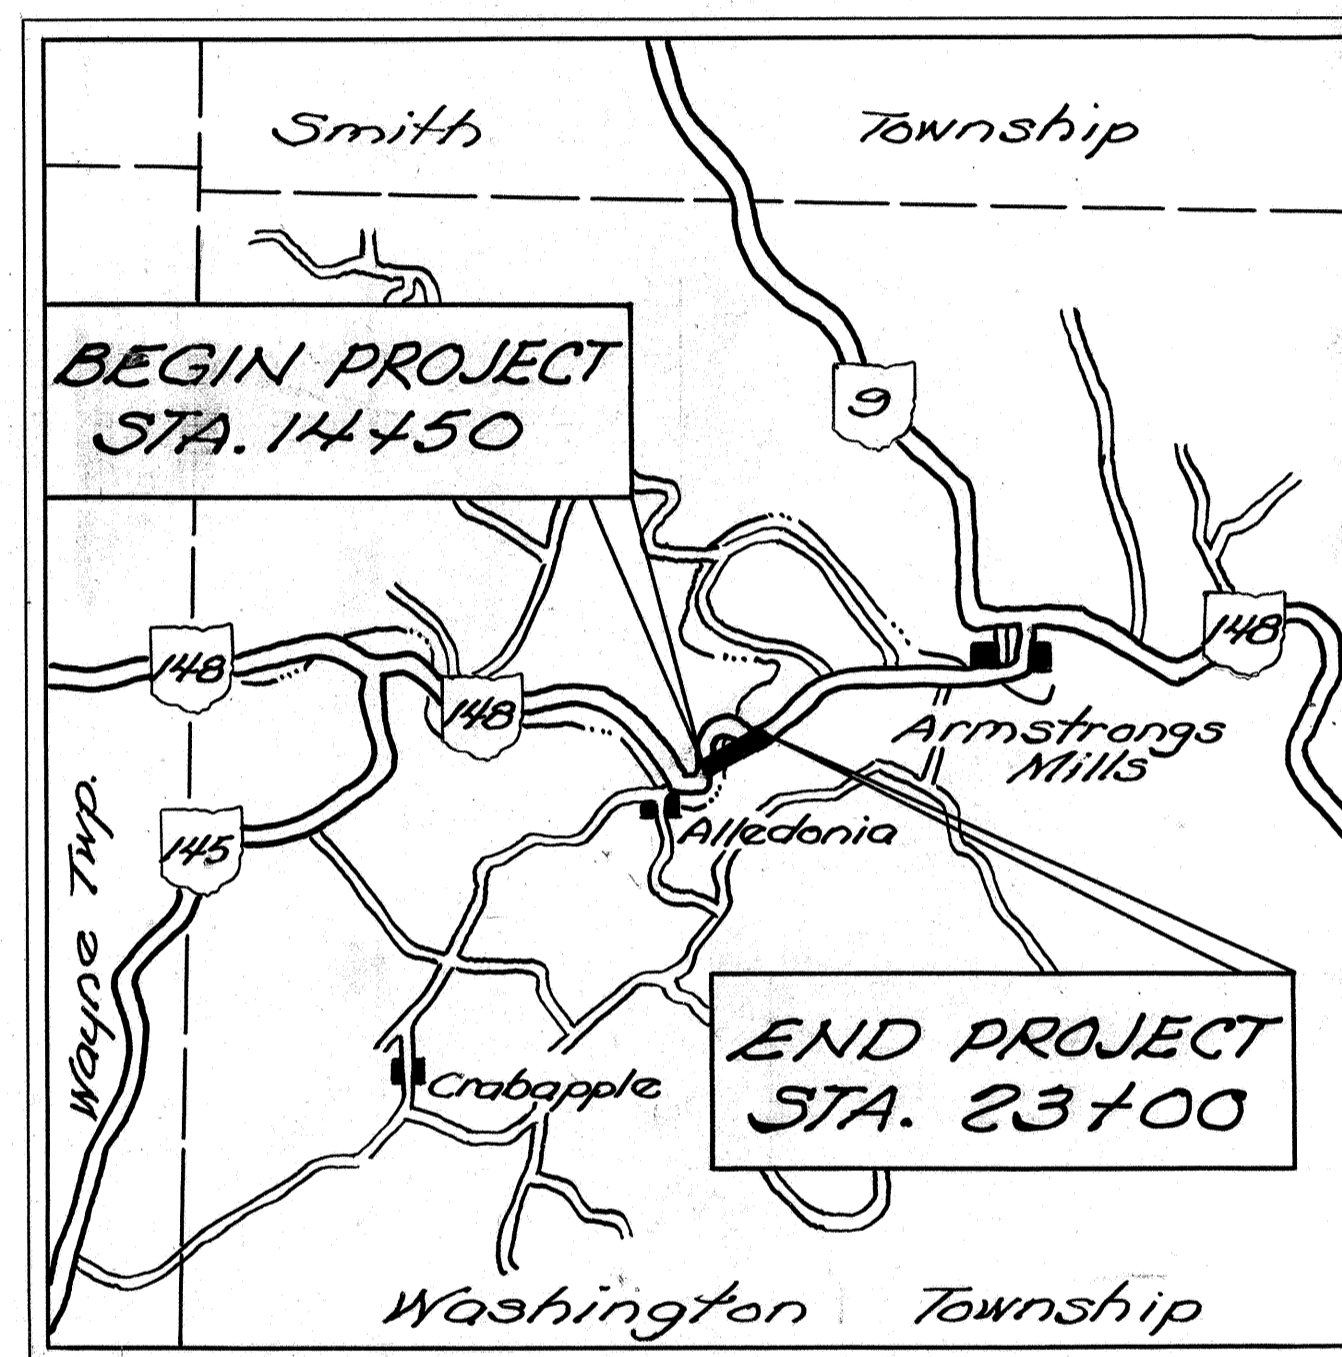 Smith Township
BEGIN PROJECT
STA. 14+50
9
148
148
148
Armstrongs
Mills
145
Alledonia
Wayne Twp.
END PROJECT
STA. 23+00
Crabapple
Washington Township